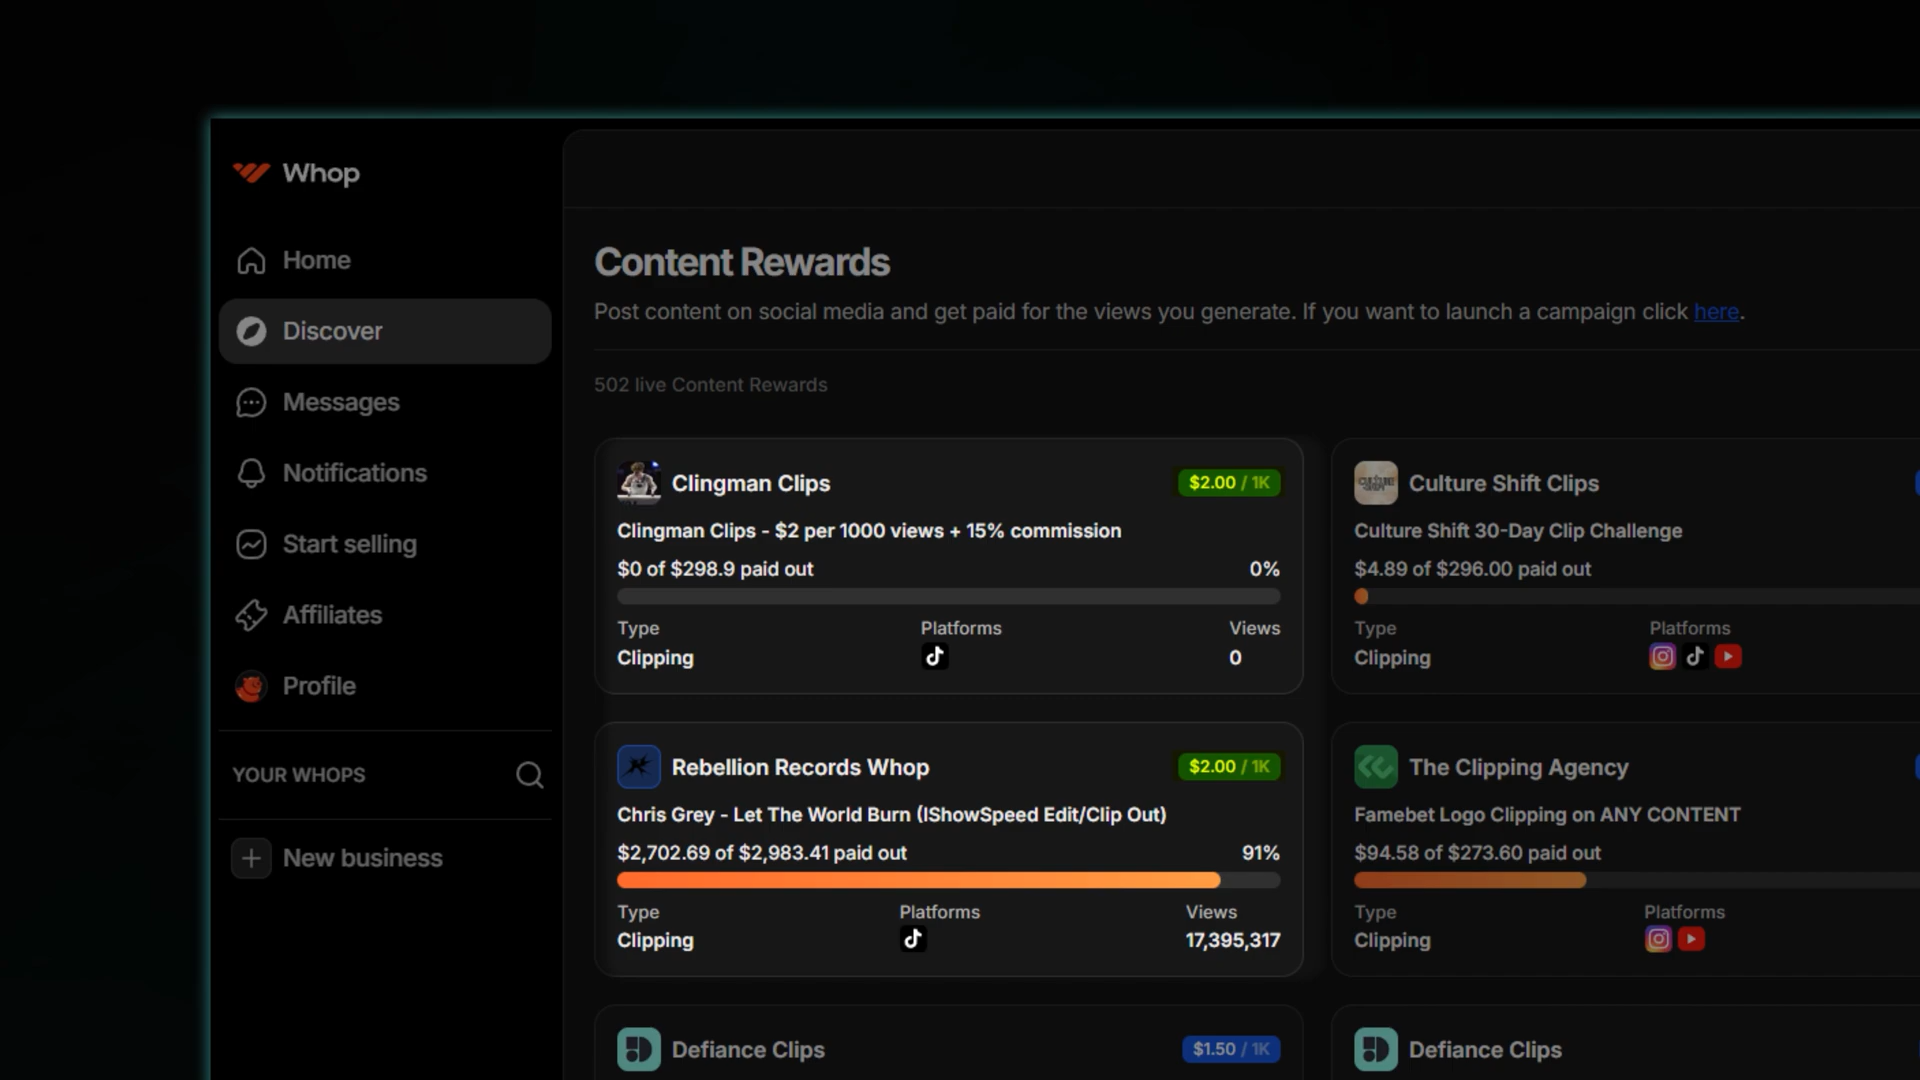 Whop
Home
Discover
Messages
Notifications
Start selling
Affiliates
Profile
YOUR WHOPS
New business
Content Rewards
Post content on social media and get paid for the views you generate. If you want to launch a campaign click here.
502 live Content Rewards
Clingman Clips
$2.00 / 1K
Clingman Clips - $2 per 1000 views + 15% commission
$0 of $298.9 paid out 0%
Type Platforms Views
Clipping 0
Culture Shift Clips
Culture Shift 30-Day Clip Challenge
$4.89 of $296.00 paid out
Type Platforms
Clipping
Rebellion Records Whop
$2.00 / 1K
Chris Grey - Let The World Burn (IShowSpeed Edit/Clip Out)
$2,702.69 of $2,983.41 paid out 91%
Type Platforms Views
Clipping 17,395,317
The Clipping Agency
Famebet Logo Clipping on ANY CONTENT
$94.58 of $273.60 paid out
Type Platforms
Clipping
Defiance Clips
$1.50 / 1K
Defiance Clips